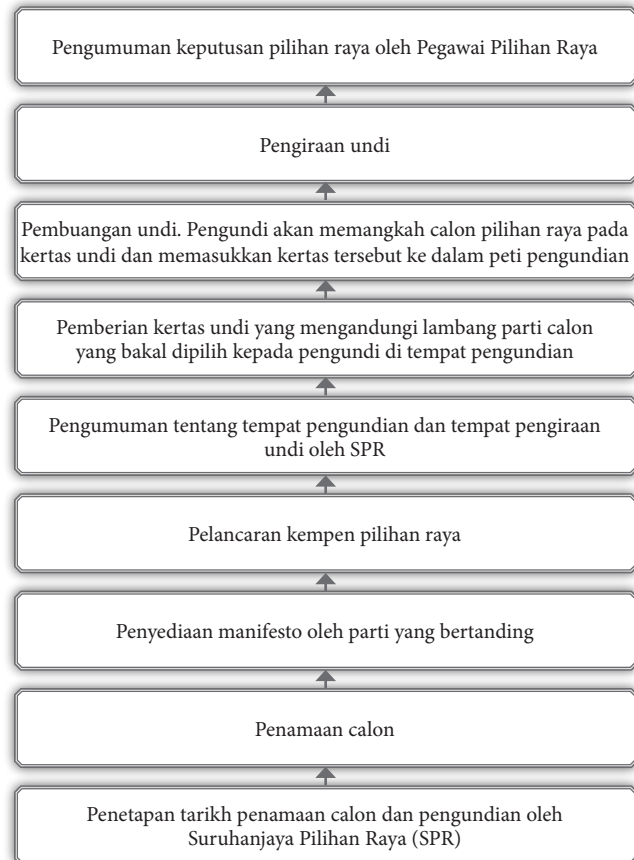 Pengumuman keputusan pilihan raya oleh Pegawai Pilihan Raya
Pengiraan undi
Pembuangan undi. Pengundi akan memangkah calon pilihan raya pada
kertas undi dan memasukkan kertas tersebut ke dalam peti pengundian
Pemberian kertas undi yang mengandungi lambang parti calon
yang bakal dipilih kepada pengundi di tempat pengundian
Pengumuman tentang tempat pengundian dan tempat pengiraan
undi oleh SPR
Pelancaran kempen pilihan raya
Penyediaan manifesto oleh parti yang bertanding
Penamaan calon
Penetapan tarikh penamaan calon dan pengundian oleh
Suruhanjaya Pilihan Raya (SPR)